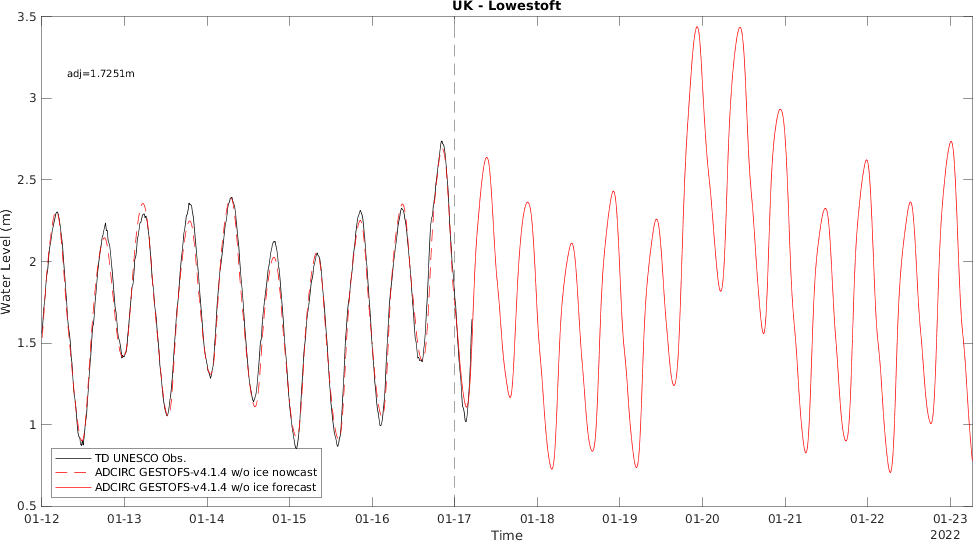 UK - Lowestoft
3.5
3
2.5
2
1.5
1
0.5
Water Level (m)
adj=1.7251m
TD UNESCO Obs.
ADCIRC GESTOFS-v4.1.4 w/o ice nowcast
ADCIRC GESTOFS-v4.1.4 w/o ice forecast
01-12 01-13 01-14 01-15 01-16 01-17 01-18 01-19 01-20 01-21 01-22 01-23
Time
2022